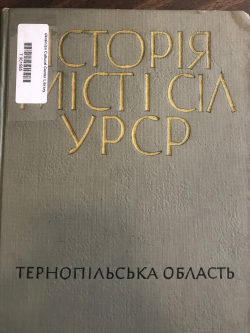 ІСТОРІЯ
МІСТ І СІЛ
УРСР
ТЕРНОПІЛЬСЬКА ОБЛАСТЬ